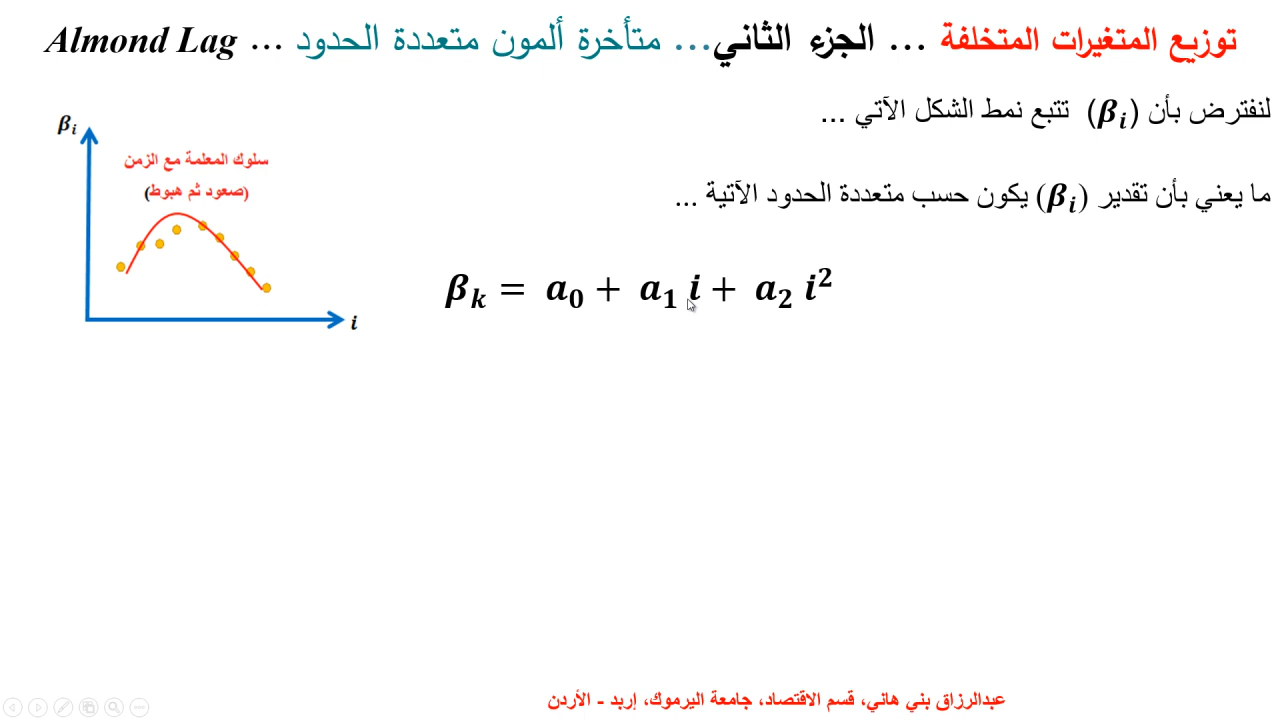 توزيع المتغيرات المتخلفة ... الجزء الثاني... متأخرة ألمون متعددة الحدود ... Almond Lag
لنفترض بأن (βᵢ) تتبع نمط الشكل الآتي ...
ما يعني بأن تقدير (βᵢ) يكون حسب متعددة الحدود الآتية ...
βᵢ
سلوك المعلمة مع الزمن
(صعود ثم هبوط)
i
βₖ = a₀ + a₁ i + a₂ i²
عبدالرزاق بني هاني، قسم الاقتصاد، جامعة اليرموك، إربد - الأردن